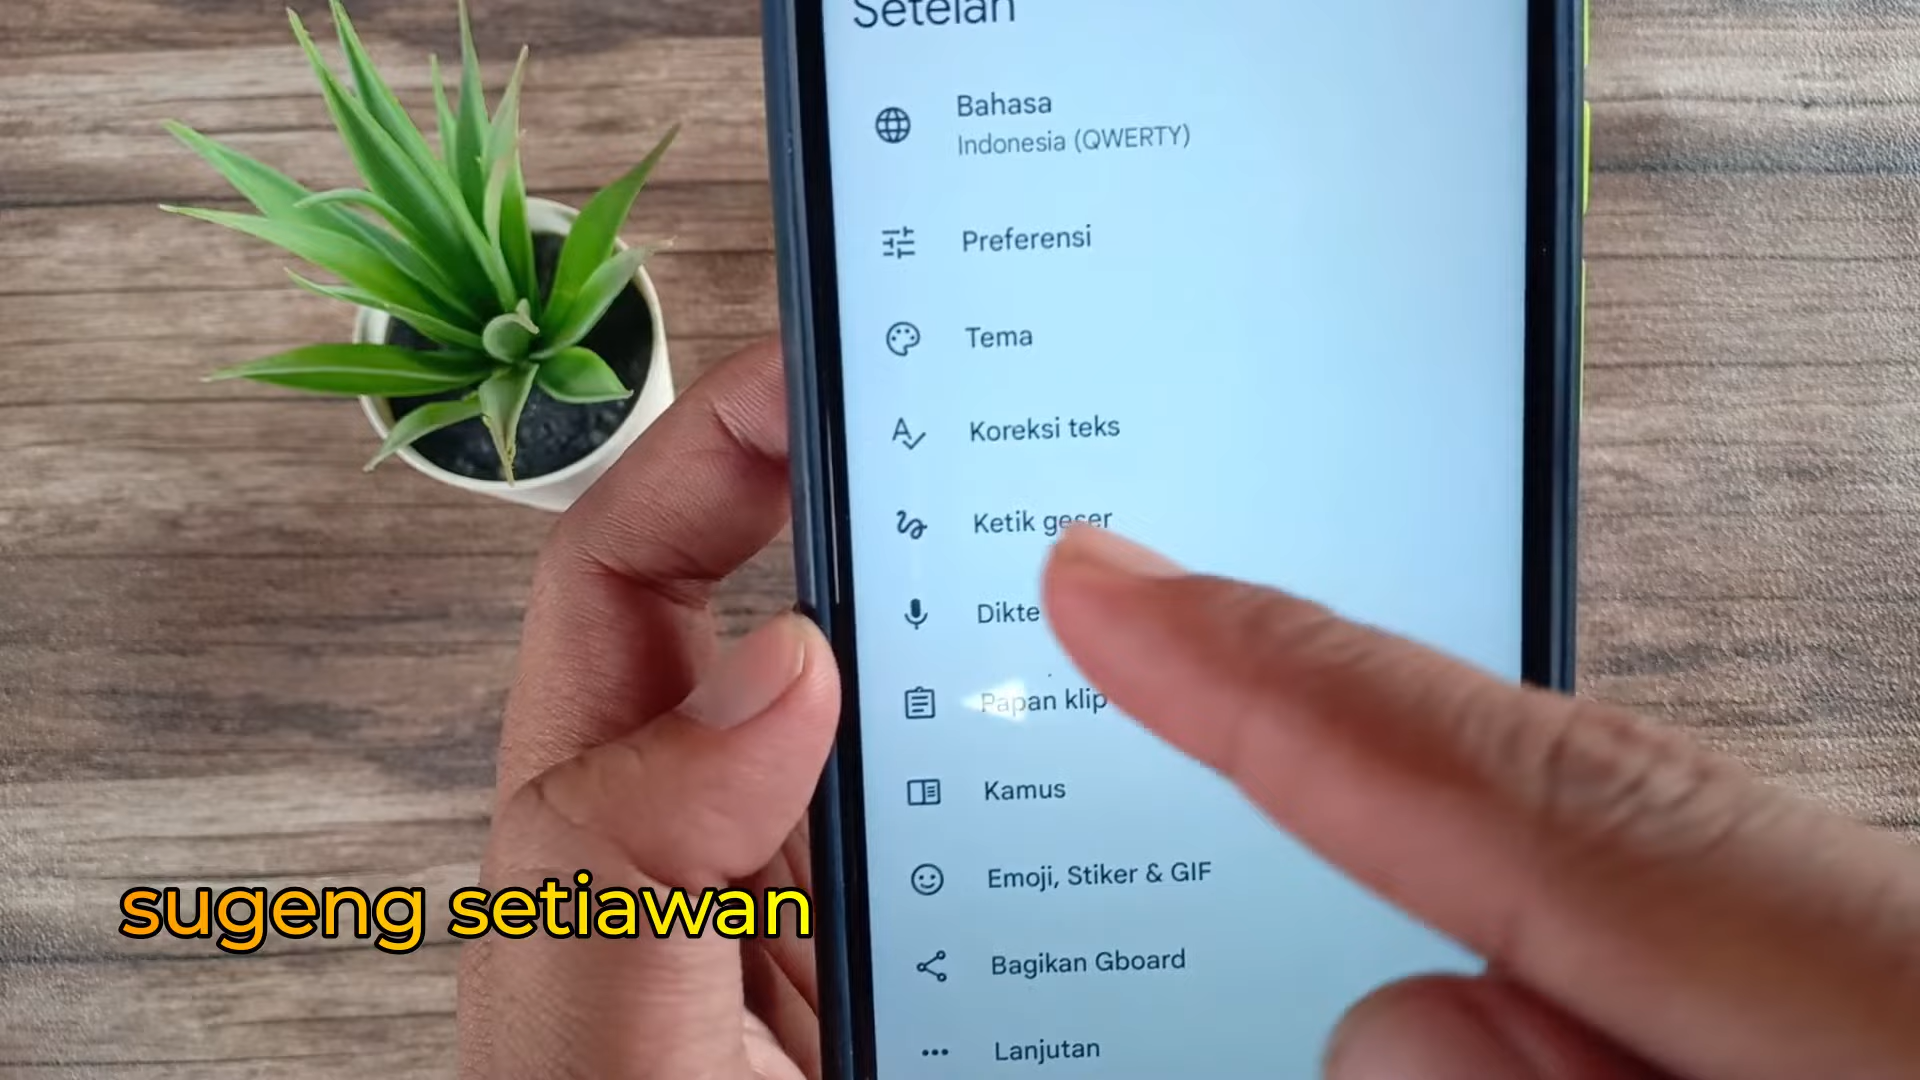 Setelan
Bahasa
Indonesia (QWERTY)
Preferensi
Tema
Koreksi teks
Ketik geser
Dikte
Papan klip
Kamus
Emoji, Stiker & GIF
Bagikan Gboard
Lanjutan
sugeng setiawan